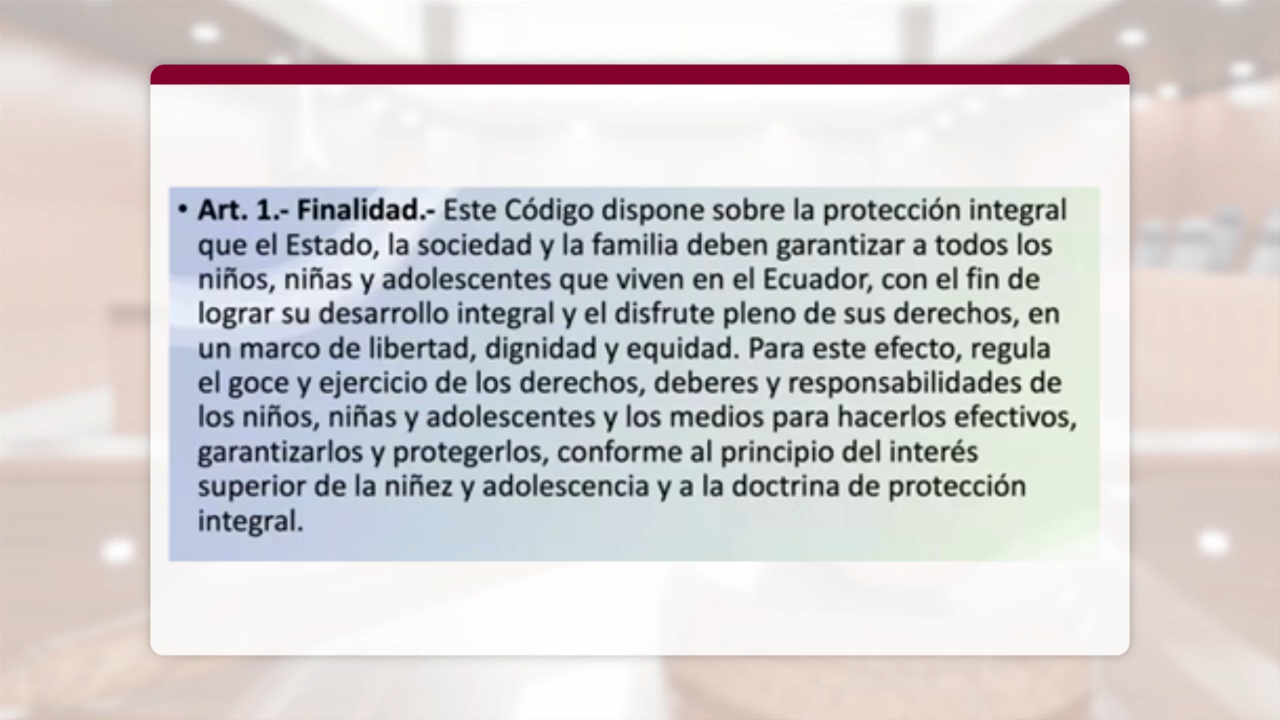 • Art. 1.- Finalidad.- Este Código dispone sobre la protección integral
que el Estado, la sociedad y la familia deben garantizar a todos los
niños, niñas y adolescentes que viven en el Ecuador, con el fin de
lograr su desarrollo integral y el disfrute pleno de sus derechos, en
un marco de libertad, dignidad y equidad. Para este efecto, regula
el goce y ejercicio de los derechos, deberes y responsabilidades de
los niños, niñas y adolescentes y los medios para hacerlos efectivos,
garantizarlos y protegerlos, conforme al principio del interés
superior de la niñez y adolescencia y a la doctrina de protección
integral.